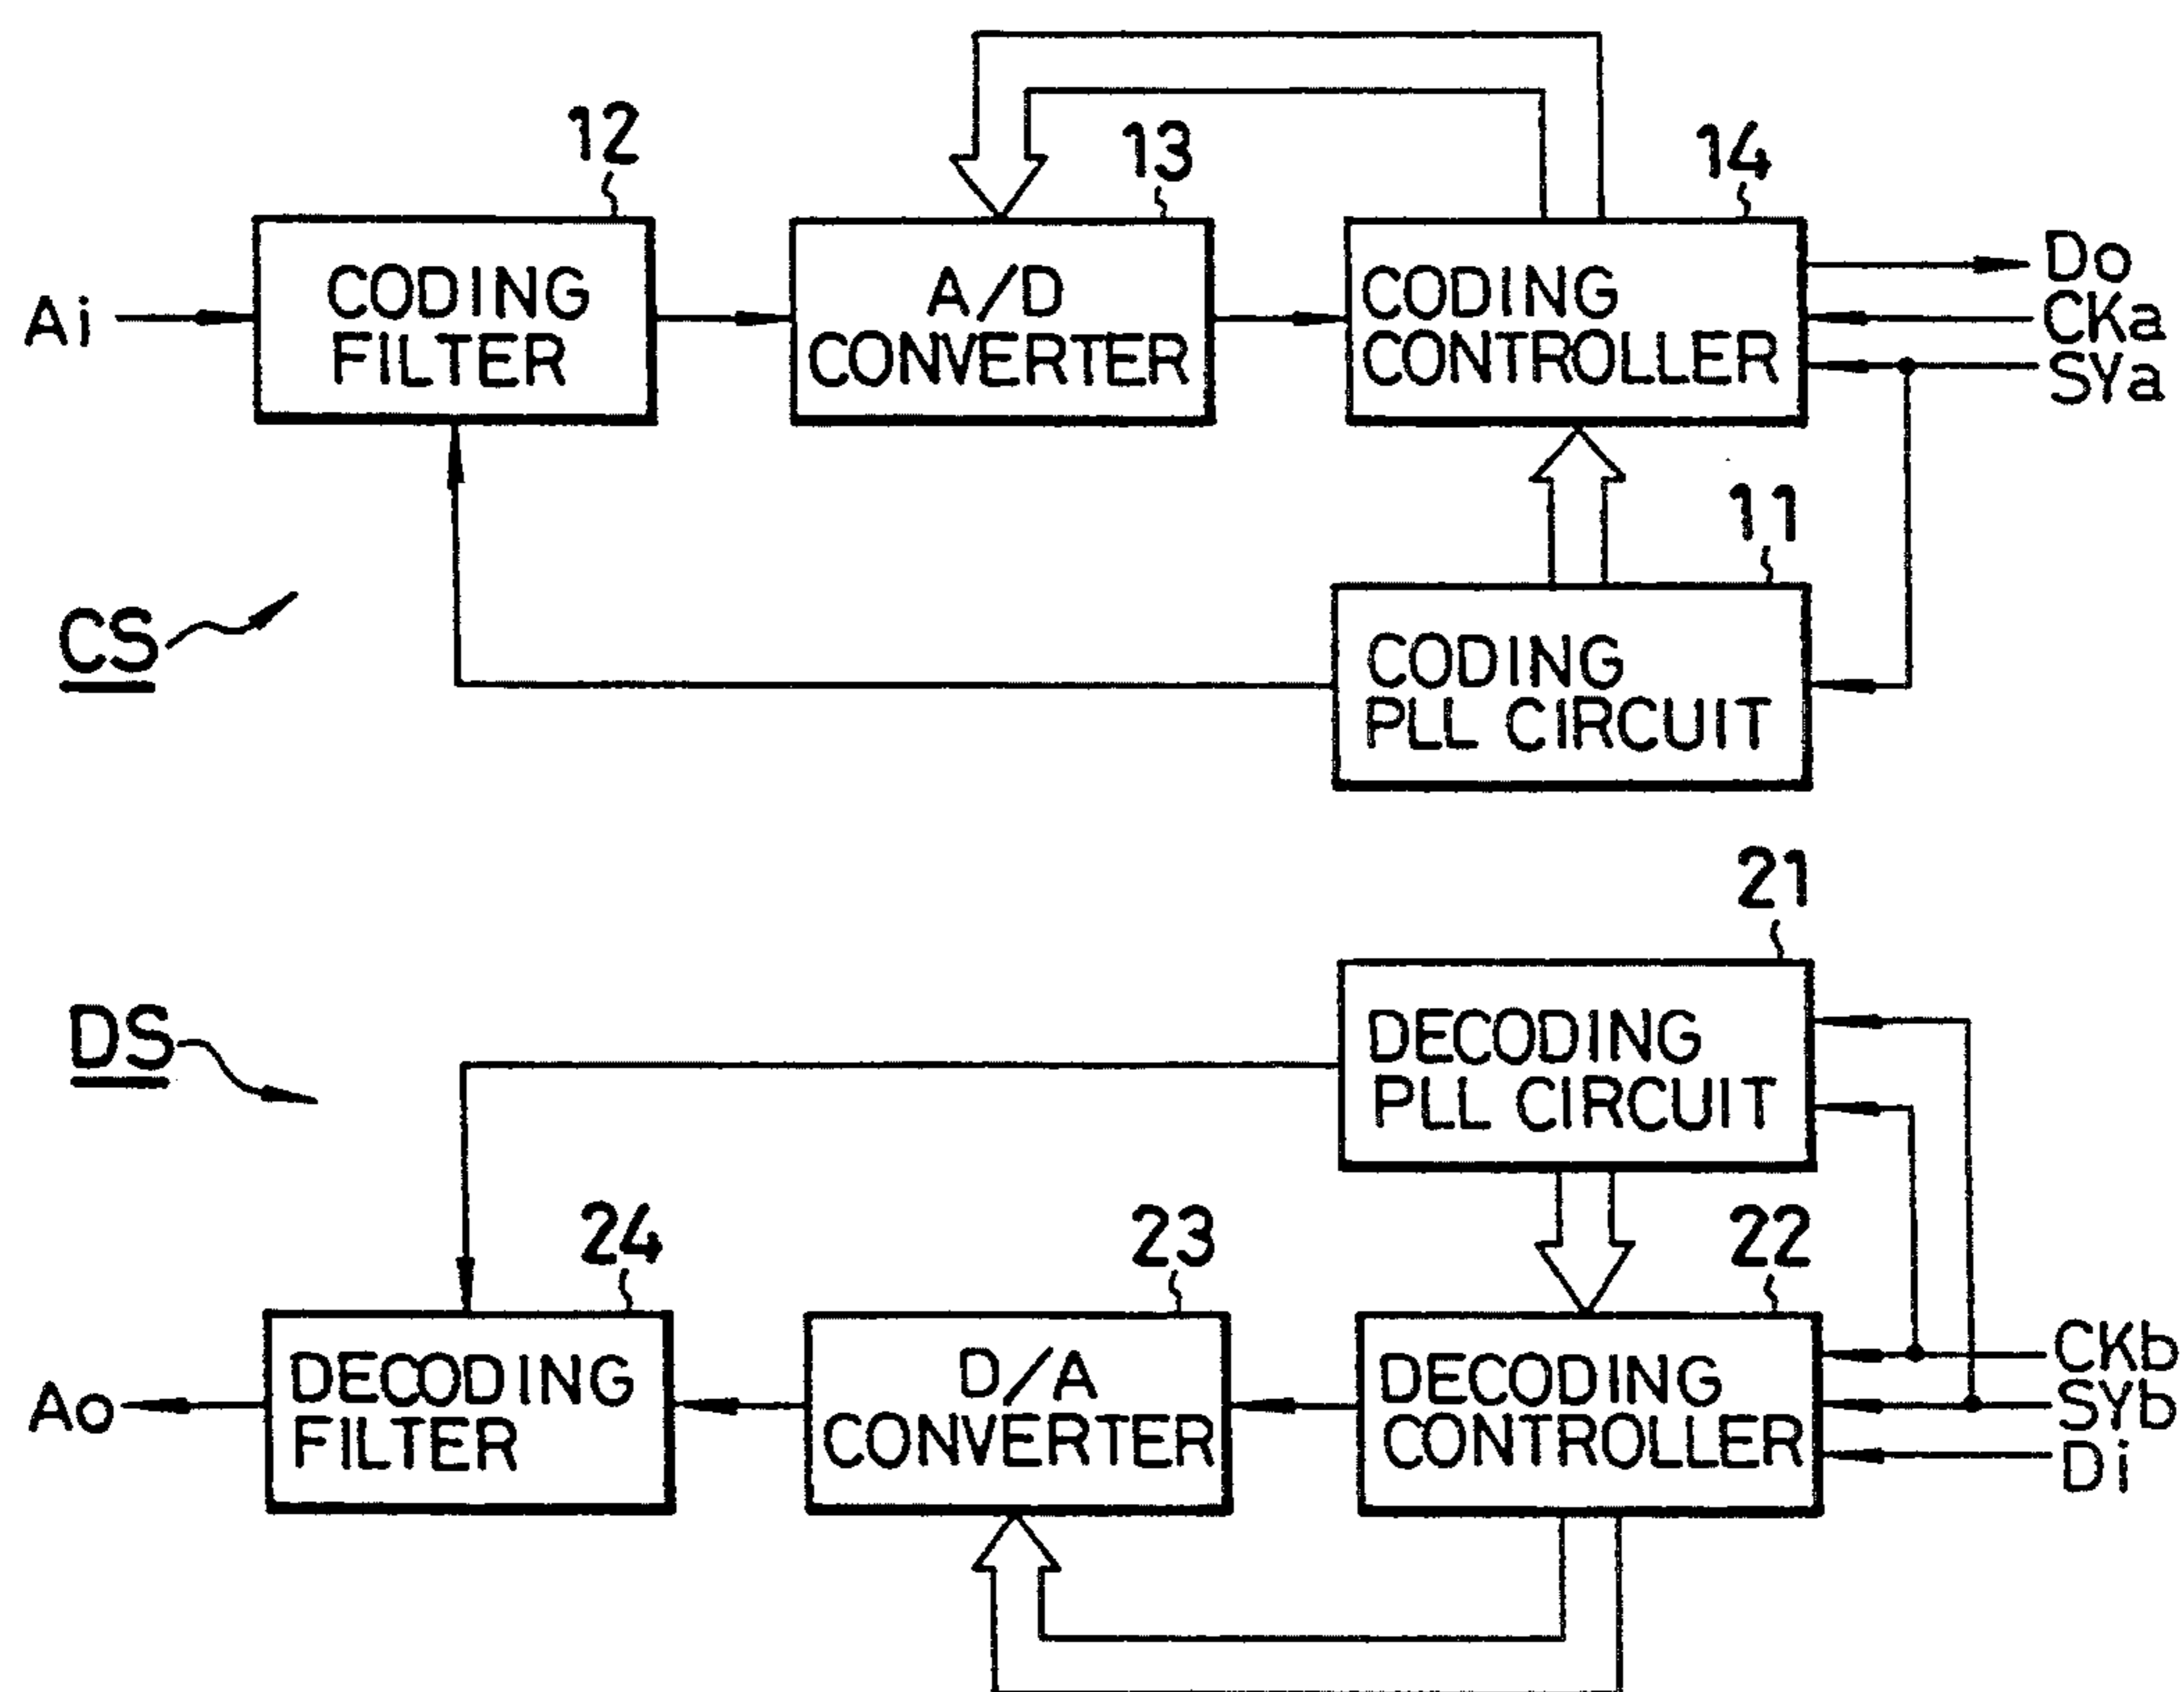 12
13
14
Ai
CODING
FILTER
A/D
CONVERTER
CODING
CONTROLLER
Do
CKa
SYa
11
CS
CODING
PLL CIRCUIT
21
DS
DECODING
PLL CIRCUIT
24
23
22
Ao
DECODING
FILTER
D/A
CONVERTER
DECODING
CONTROLLER
CKb
SYb
Di